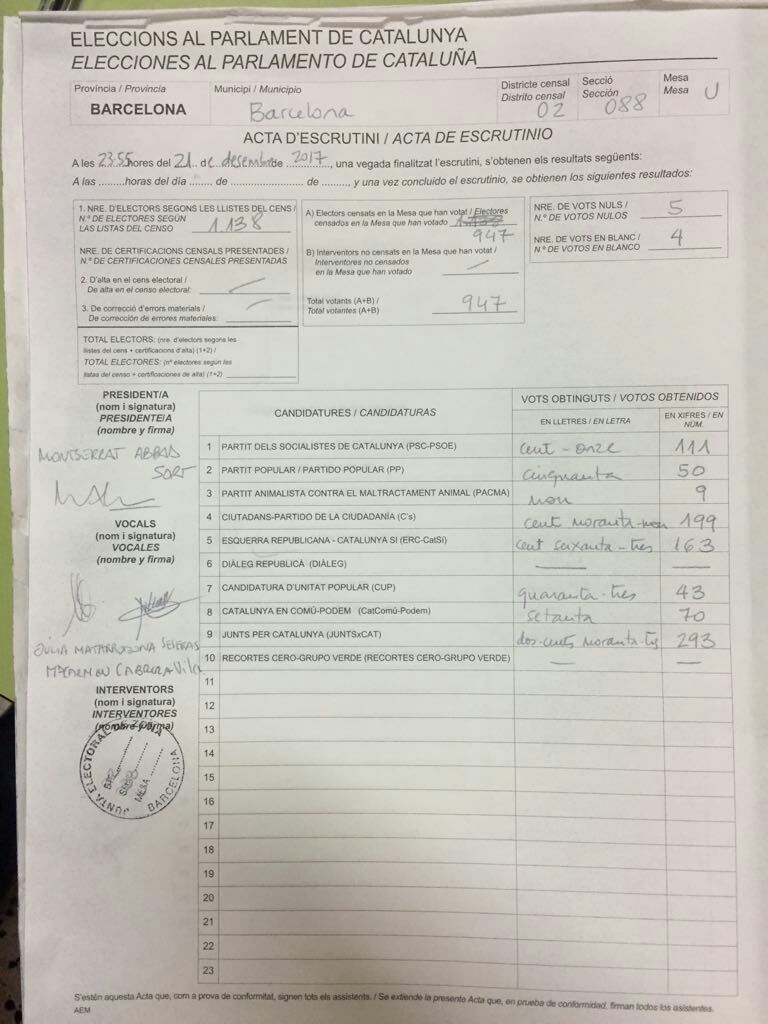 ELECCIONS AL PARLAMENT DE CATALUNYA
ELECCIONES AL PARLAMENTO DE CATALUÑA
Província / Provincia
BARCELONA
Municipi / Municipio
Barcelona
Districte censal
Distrito censal
02
Secció
Sección
088
Mesa
Mesa
U
ACTA D'ESCRUTINI / ACTA DE ESCRUTINIO
A les 23:55 hores del 21 de desembre de 2017, una vegada finalitzat l'escrutini, s'obtenen els resultats següents:
A las ......... horas del día ....... de ........................ de ........, y una vez concluido el escrutinio, se obtienen los siguientes resultados:
1. NRE. D'ELECTORS SEGONS LES LLISTES DEL CENS /
N.º DE ELECTORES SEGÚN
LAS LISTAS DEL CENSO 1.138
NRE. DE CERTIFICACIONS CENSALS PRESENTADES /
N.º DE CERTIFICACIONES CENSALES PRESENTADAS
2. D'alta en el cens electoral /
De alta en el censo electoral: —
3. De correcció d'errors materials /
De corrección de errores materiales: —
TOTAL ELECTORS: (nre. d'electors segons les
llistes del cens + certificacions d'alta) (1+2) /
TOTAL ELECTORES: (nº electores según las
listas del censo + certificaciones de alta) (1+2)
A) Electors censats en la Mesa que han votat / Electores
censados en la Mesa que han votado 1.138
947
B) Interventors no censats en la Mesa que han votat /
Interventores no censados
en la Mesa que han votado —
Total votants (A+B) /
Total votantes (A+B) 947
NRE. DE VOTS NULS /
N.º DE VOTOS NULOS 5
NRE. DE VOTS EN BLANC /
N.º DE VOTOS EN BLANCO 4
PRESIDENT/A
(nom i signatura)
PRESIDENTE/A
(nombre y firma)
MONTSERRAT ABBAD
SORT
VOCALS
(nom i signatura)
VOCALES
(nombre y firma)
INTERVENTORS
(nom i signatura)
INTERVENTORES
(nombre y firma)
JUNTA ELECTORAL DE ZONA
BARCELONA
MESA
CANDIDATURES / CANDIDATURAS
VOTS OBTINGUTS / VOTOS OBTENIDOS
EN LLETRES / EN LETRA
EN XIFRES / EN NÚM.
1 PARTIT DELS SOCIALISTES DE CATALUNYA (PSC-PSOE) cent - onze 111
2 PARTIT POPULAR / PARTIDO POPULAR (PP) cinquanta 50
3 PARTIT ANIMALISTA CONTRA EL MALTRACTAMENT ANIMAL (PACMA) nou 9
4 CIUTADANS-PARTIDO DE LA CIUDADANÍA (C's) cent noranta-nou 199
5 ESQUERRA REPUBLICANA - CATALUNYA SÍ (ERC-CatSí) cent seixanta - tres 163
6 DIÀLEG REPUBLICÀ (DIÀLEG) — —
7 CANDIDATURA D'UNITAT POPULAR (CUP) quaranta - tres 43
8 CATALUNYA EN COMÚ-PODEM (CatComú-Podem) setanta 70
9 JUNTS PER CATALUNYA (JUNTSxCAT) dos-cents noranta-tres 293
10 RECORTES CERO-GRUPO VERDE (RECORTES CERO-GRUPO VERDE) — —
11
12
13
14
15
16
17
18
19
20
21
22
23
S'estén aquesta Acta que, com a prova de conformitat, signen tots els assistents. / Se extiende la presente Acta que, en prueba de conformidad, firman todos los asistentes.
AEM